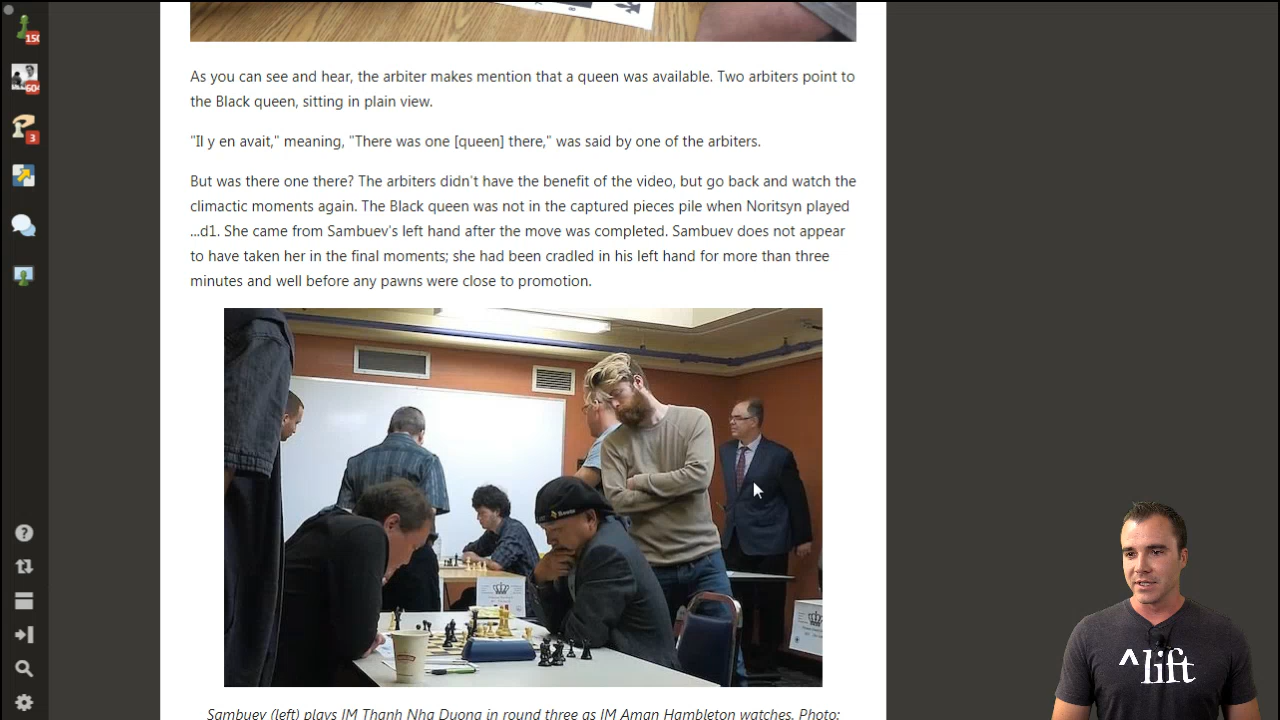 150
604
3
As you can see and hear, the arbiter makes mention that a queen was available. Two arbiters point to
the Black queen, sitting in plain view.
"Il y en avait," meaning, "There was one [queen] there," was said by one of the arbiters.
But was there one there? The arbiters didn't have the benefit of the video, but go back and watch the
climactic moments again. The Black queen was not in the captured pieces pile when Noritsyn played
...d1. She came from Sambuev's left hand after the move was completed. Sambuev does not appear
to have taken her in the final moments; she had been cradled in his left hand for more than three
minutes and well before any pawns were close to promotion.
^lift
Sambuev (left) plays IM Thanh Nha Duong in round three as IM Aman Hambleton watches. Photo: